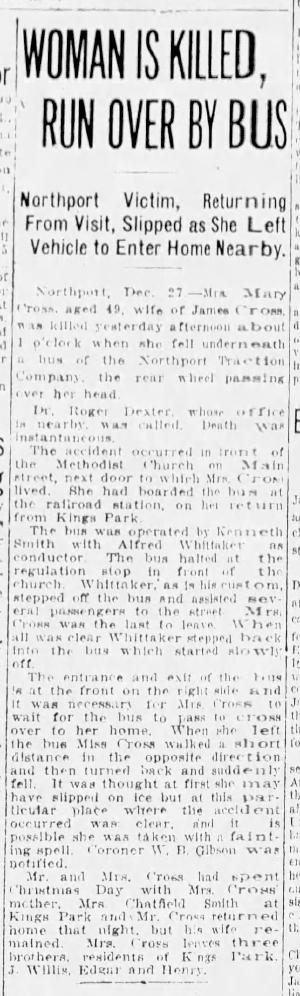 WOMAN IS KILLED,
RUN OVER BY BUS
Northport Victim, Returning
From Visit, Slipped as She Left
Vehicle to Enter Home Nearby.
Northport, Dec. 27.—Mrs. Mary
Cross, aged 49, wife of James Cross,
was killed yesterday afternoon about
1 o'clock when she fell underneath
a bus of the Northport Traction
Company, the rear wheel passing
over her head.
Dr. Roger Dexter, whose office
is nearby, was called. Death was
instantaneous.
The accident occurred in front of
the Methodist Church on Main
street, next door to which Mrs. Cross
lived. She had boarded the bus at
the railroad station, on her return
from Kings Park.
The bus was operated by Kenneth
Smith with Alfred Whittaker as
conductor. The bus halted at the
regulation stop in front of the
church. Whittaker, as is his custom,
stepped off the bus and assisted sev-
eral passengers to the street. Mrs.
Cross was the last to leave. When
all was clear Whittaker stepped back
into the bus which started slowly
off.
The entrance and exit of the bus
is at the front on the right side and
it was necessary for Mrs. Cross to
wait for the bus to pass to cross
over to her home. When she left
the bus Miss Cross walked a short
distance in the opposite direction
and then turned back and suddenly
fell. It was thought at first she may
have slipped on ice but at this par-
ticular place where the accident
occurred was clear, and it is
possible she was taken with a faint-
ing spell. Coroner W. B. Gibson was
notified.
Mr. and Mrs. Cross had spent
Christmas Day with Mrs. Cross'
mother, Mrs. Chatfield Smith at
Kings Park and Mr. Cross returned
home that night, but his wife re-
mained. Mrs. Cross leaves three
brothers, residents of Kings Park,
J. Willis, Edgar and Henry.